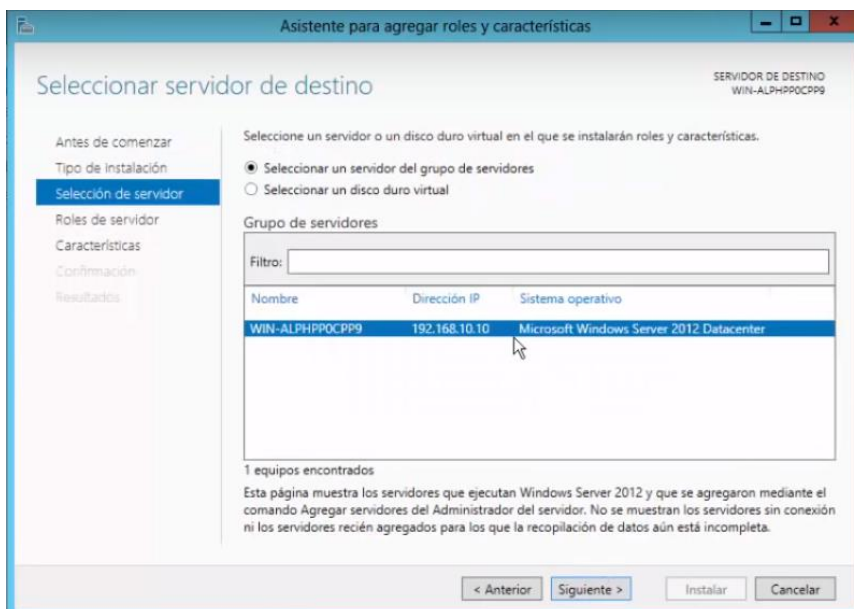 Asistente para agregar roles y características
Seleccionar servidor de destino
SERVIDOR DE DESTINO
WIN-ALPHPP0CPP9
Antes de comenzar
Tipo de instalación
Selección de servidor
Roles de servidor
Características
Confirmación
Resultados
Seleccione un servidor o un disco duro virtual en el que se instalarán roles y características.
Seleccionar un servidor del grupo de servidores
Seleccionar un disco duro virtual
Grupo de servidores
Filtro:
Nombre Dirección IP Sistema operativo
WIN-ALPHPP0CPP9 192.168.10.10 Microsoft Windows Server 2012 Datacenter
1 equipos encontrados
Esta página muestra los servidores que ejecutan Windows Server 2012 y que se agregaron mediante el
comando Agregar servidores del Administrador del servidor. No se muestran los servidores sin conexión
ni los servidores recién agregados para los que la recopilación de datos aún está incompleta.
< Anterior Siguiente > Instalar Cancelar